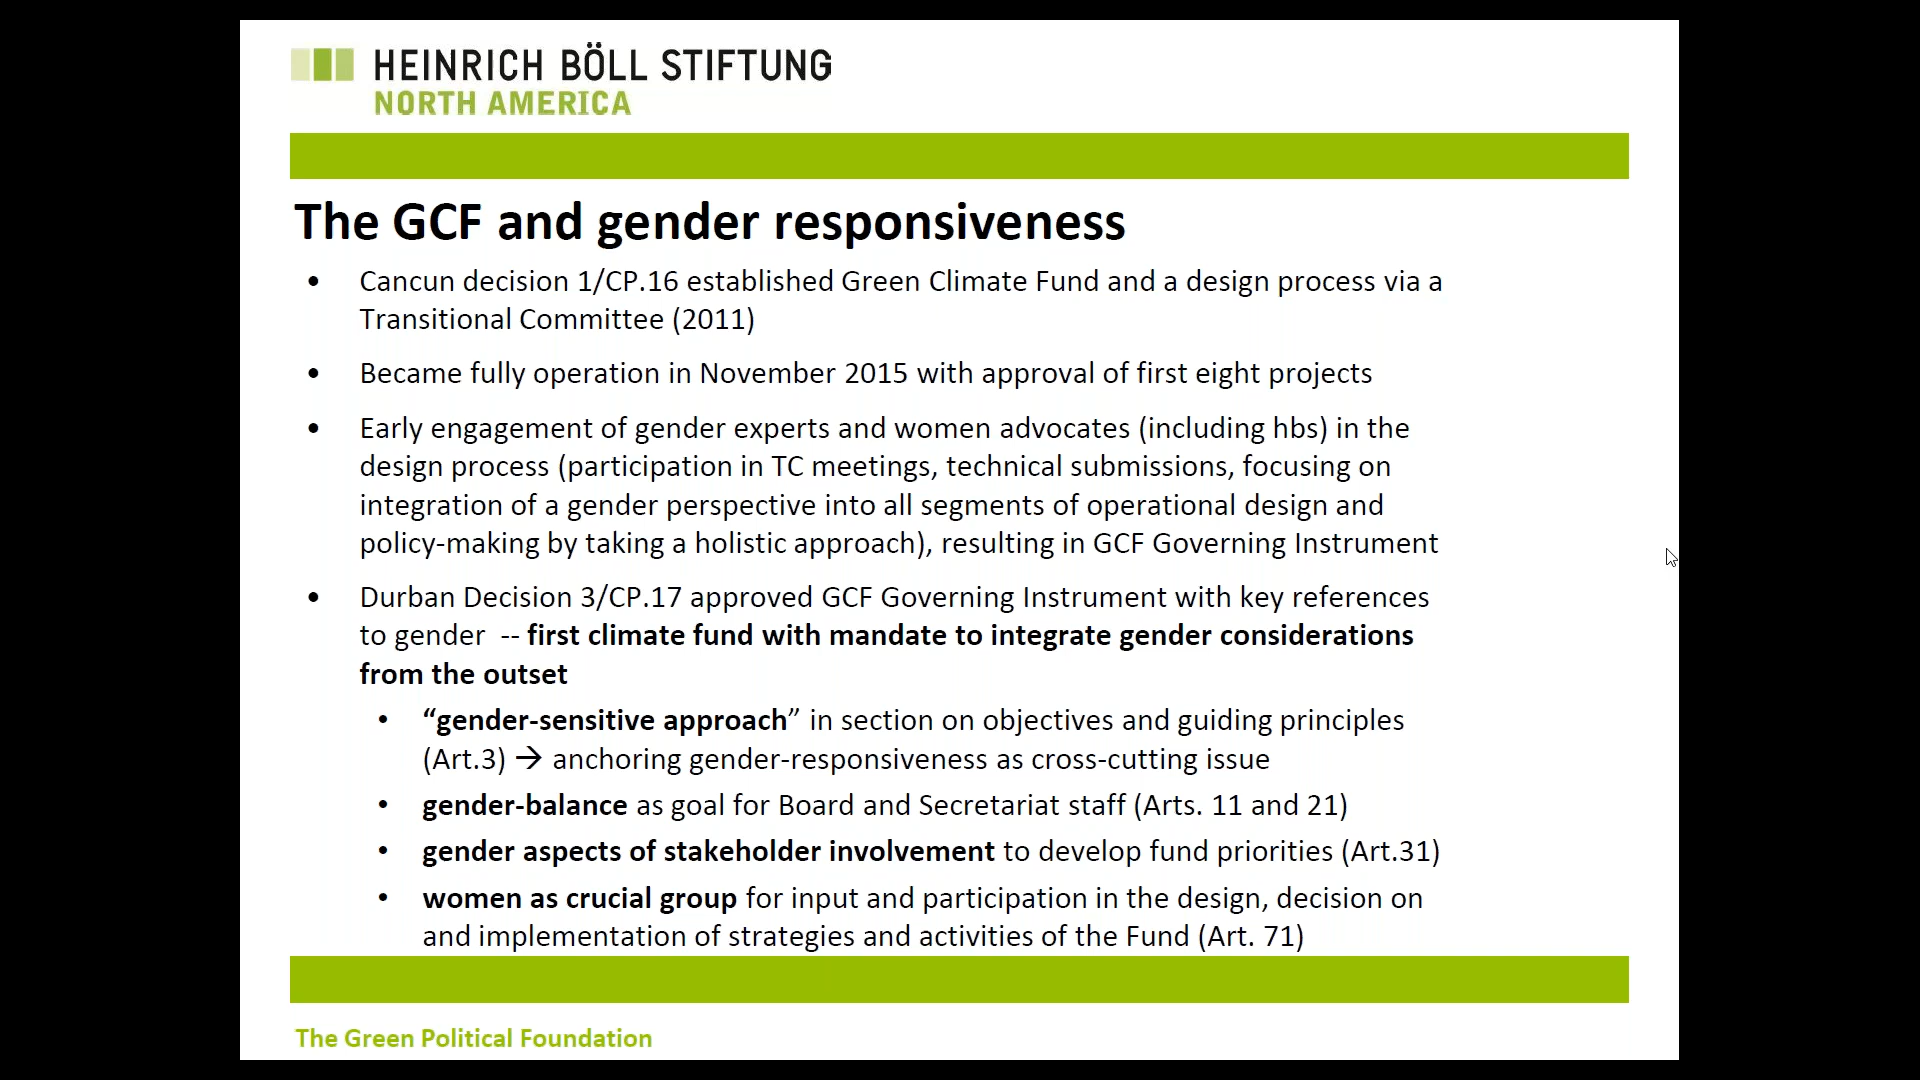 HEINRICH BÖLL STIFTUNG
NORTH AMERICA
The GCF and gender responsiveness
• Cancun decision 1/CP.16 established Green Climate Fund and a design process via a
Transitional Committee (2011)
• Became fully operation in November 2015 with approval of first eight projects
• Early engagement of gender experts and women advocates (including hbs) in the
design process (participation in TC meetings, technical submissions, focusing on
integration of a gender perspective into all segments of operational design and
policy-making by taking a holistic approach), resulting in GCF Governing Instrument
• Durban Decision 3/CP.17 approved GCF Governing Instrument with key references
to gender -- first climate fund with mandate to integrate gender considerations
from the outset
• “gender-sensitive approach” in section on objectives and guiding principles
(Art.3) → anchoring gender-responsiveness as cross-cutting issue
• gender-balance as goal for Board and Secretariat staff (Arts. 11 and 21)
• gender aspects of stakeholder involvement to develop fund priorities (Art.31)
• women as crucial group for input and participation in the design, decision on
and implementation of strategies and activities of the Fund (Art. 71)
The Green Political Foundation